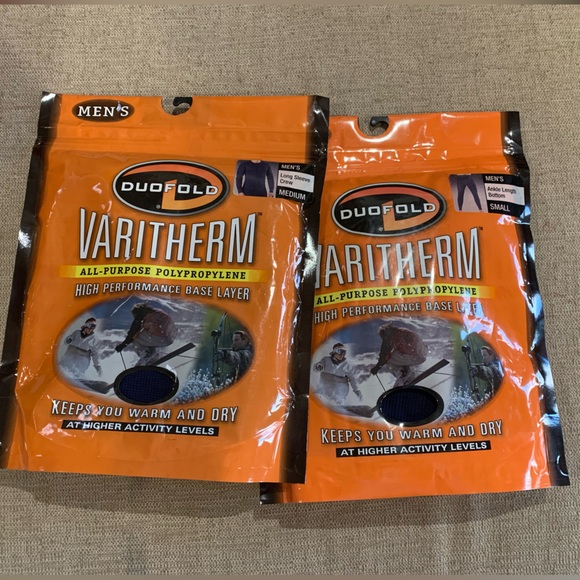 MEN'S
MEN'S
Long Sleeve
Crew
MEDIUM
DUOFOLD
VARITHERM™
ALL-PURPOSE POLYPROPYLENE
HIGH PERFORMANCE BASE LAYER
KEEPS YOU WARM AND DRY
AT HIGHER ACTIVITY LEVELS
MEN'S
Ankle Length
Bottom
SMALL
DUOFOLD
VARITHERM
ALL-PURPOSE POLYPROPYLENE
HIGH PERFORMANCE BASE
KEEPS YOU WARM AND DRY
AT HIGHER ACTIVITY LEVELS